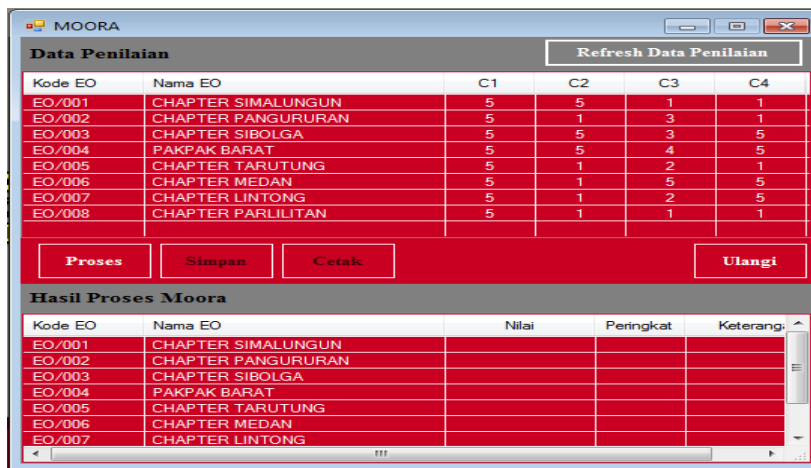 MOORA
Data Penilaian Refresh Data Penilaian
Kode EO Nama EO C1 C2 C3 C4
EO/001 CHAPTER SIMALUNGUN 5 5 1 1
EO/002 CHAPTER PANGURURAN 5 1 3 1
EO/003 CHAPTER SIBOLGA 5 5 3 5
EO/004 PAKPAK BARAT 5 5 4 5
EO/005 CHAPTER TARUTUNG 5 1 2 1
EO/006 CHAPTER MEDAN 5 1 5 5
EO/007 CHAPTER LINTONG 5 1 2 5
EO/008 CHAPTER PARLILITAN 5 1 1 1
Proses Simpan Cetak Ulangi
Hasil Proses Moora
Kode EO Nama EO Nilai Peringkat Keteranga
EO/001 CHAPTER SIMALUNGUN
EO/002 CHAPTER PANGURURAN
EO/003 CHAPTER SIBOLGA
EO/004 PAKPAK BARAT
EO/005 CHAPTER TARUTUNG
EO/006 CHAPTER MEDAN
EO/007 CHAPTER LINTONG